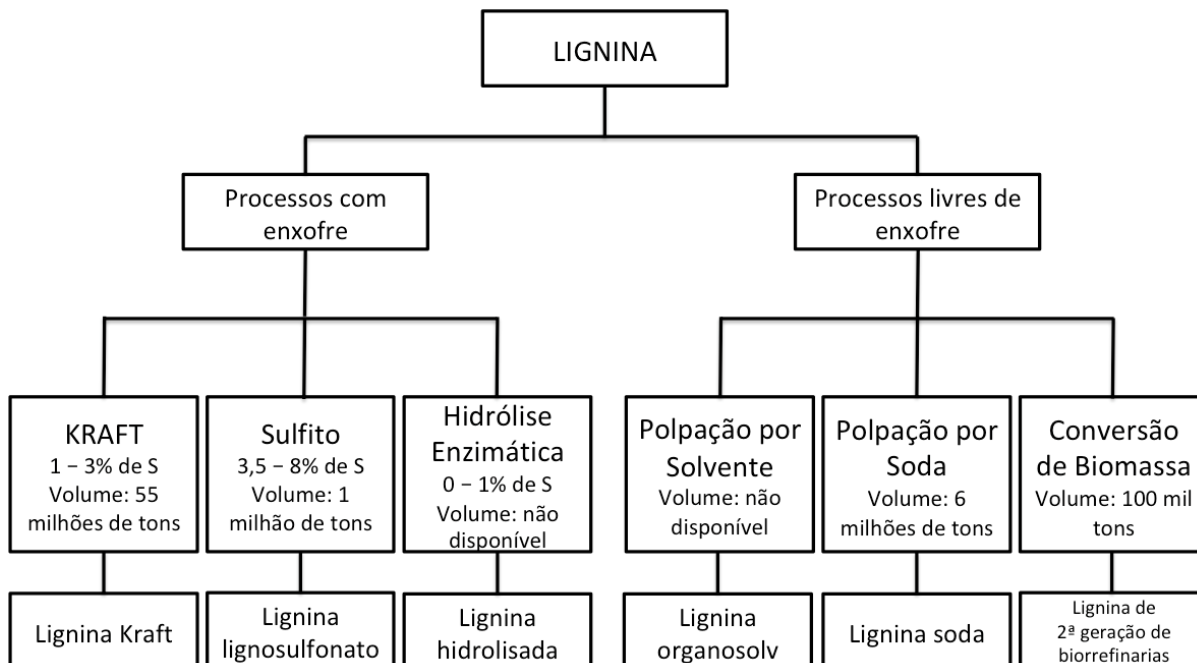 LIGNINA
Processos com
enxofre
Processos livres de
enxofre
KRAFT
1 – 3% de S
Volume: 55
milhões de tons
Sulfito
3,5 – 8% de S
Volume: 1
milhão de tons
Hidrólise
Enzimática
0 – 1% de S
Volume: não
disponível
Polpação por
Solvente
Volume: não
disponível
Polpação por
Soda
Volume: 6
milhões de tons
Conversão
de Biomassa
Volume: 100 mil
tons
Lignina Kraft
Lignina
lignosulfonato
Lignina
hidrolisada
Lignina
organosolv
Lignina soda
Lignina de
2ª geração de
biorrefinarias